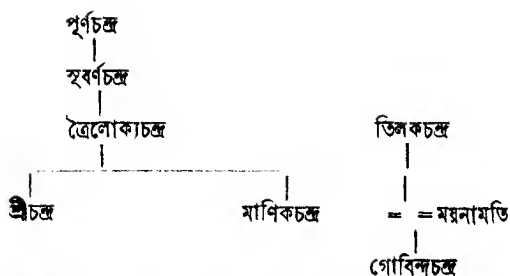 পূর্ণচন্দ্র
সুবর্ণচন্দ্র
ত্রৈলোক্যচন্দ্র তিলকচন্দ্র
শ্রীচন্দ্র মাণিকচন্দ্র = = ময়নামতি
গোবিন্দচন্দ্র